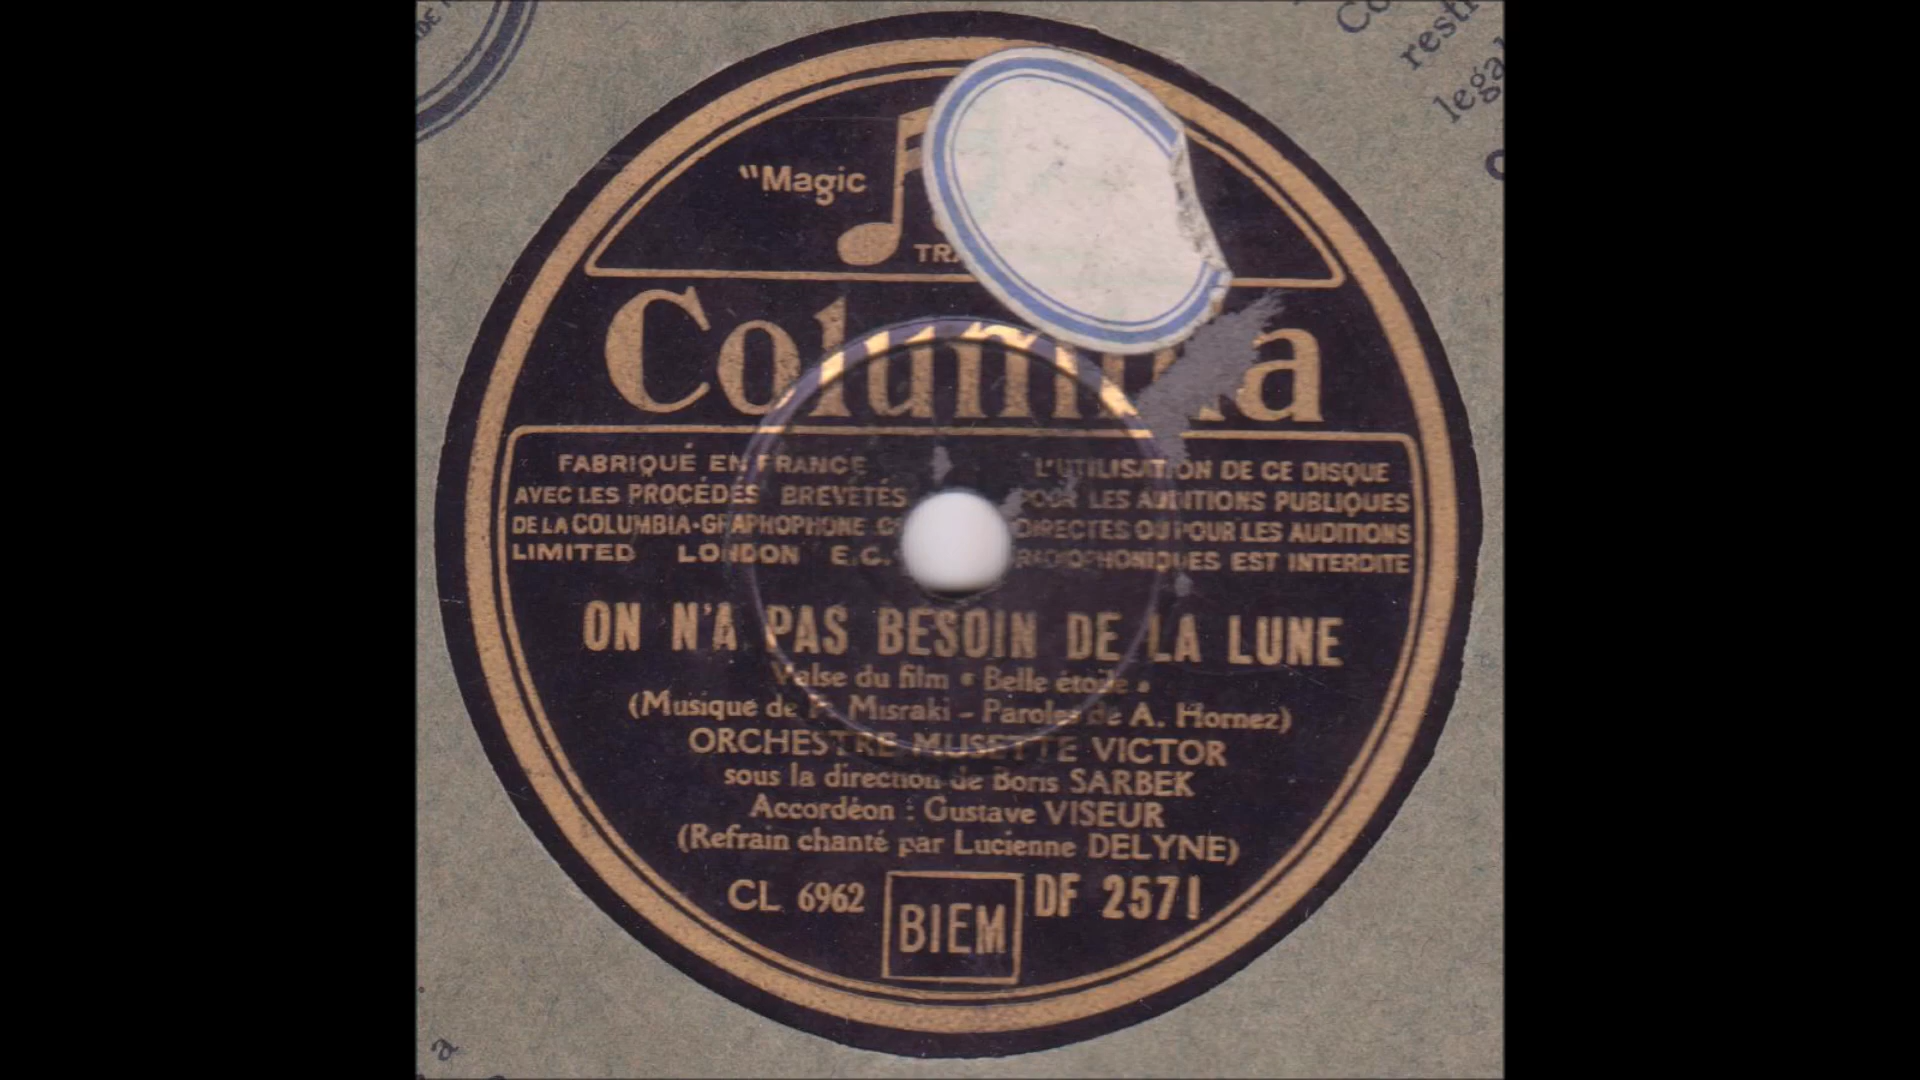 "Magic
Columbia
FABRIQUÉ EN FRANCE
AVEC LES PROCÉDÉS BREVETÉS
DE LA COLUMBIA-GRAPHOPHONE
LIMITED LONDON E.C.
L'UTILISATION DE CE DISQUE
POUR LES AUDITIONS PUBLIQUES
DIRECTES OU POUR LES AUDITIONS
RADIOPHONIQUES EST INTERDITE
ON N'A PAS BESOIN DE LA LUNE
Valse du film « Belle étoile »
(Musique de P. Misraki - Paroles de A. Hornez)
ORCHESTRE MUSETTE VICTOR
sous la direction de Boris SARBEK
Accordéon : Gustave VISEUR
(Refrain chanté par Lucienne DELYNE)
CL 6962 BIEM DF 2571